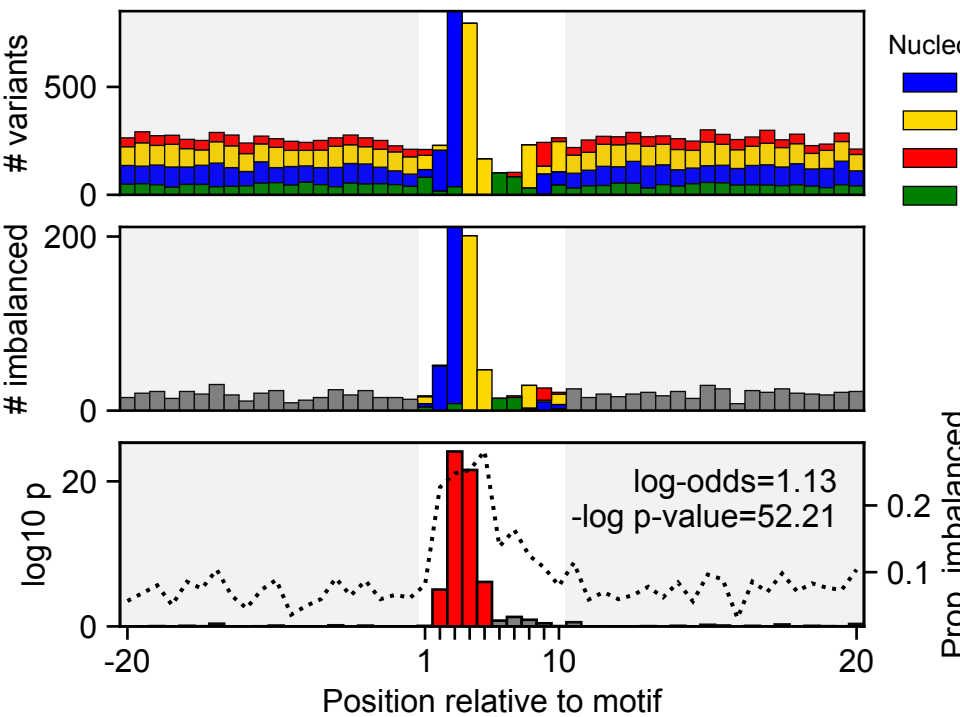 # variants
500
0
Nucleo
# imbalanced
200
0
log10 p
20
0
log-odds=1.13
-log p-value=52.21
0.2
0.1
Prop. imbalanced
-20
1
10
20
Position relative to motif